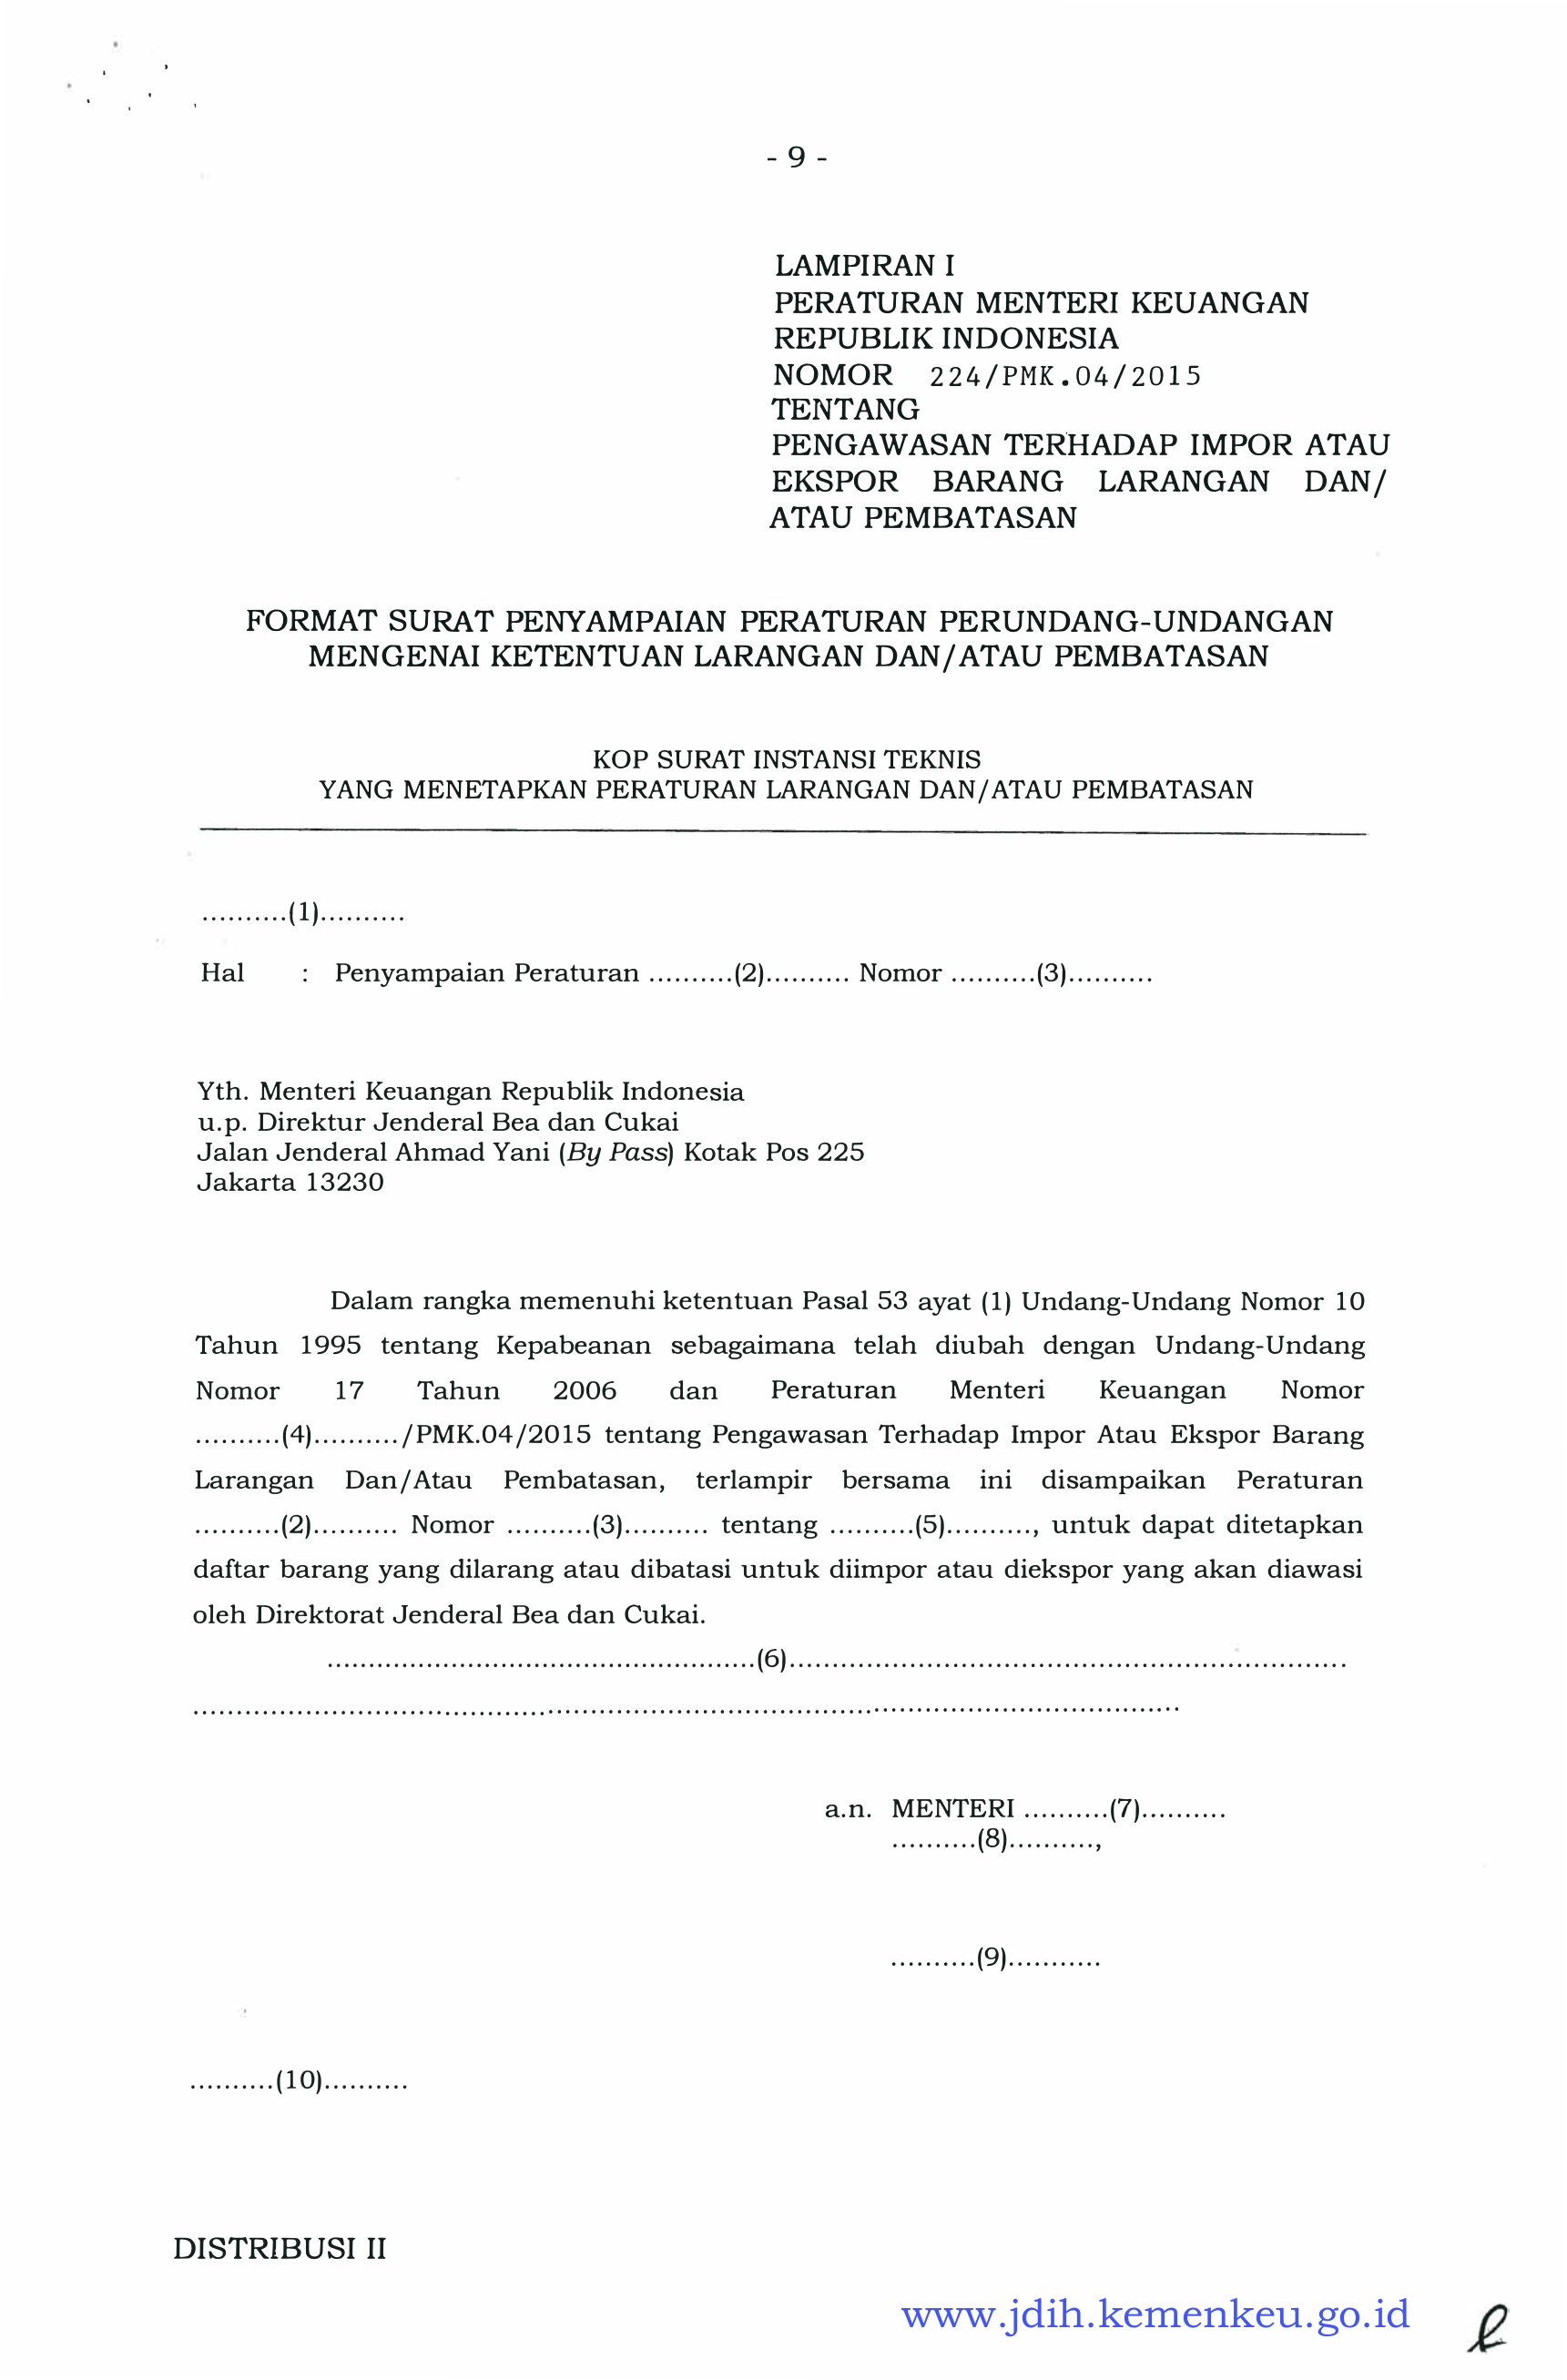 - 9 -
LAMPIRAN I
PERATURAN MENTERI KEUANGAN
REPUBLIK INDONESIA
NOMOR 224/PMK.04/2015
TENTANG
PENGAWASAN TERHADAP IMPOR ATAU
EKSPOR BARANG LARANGAN DAN/
ATAU PEMBATASAN
FORMAT SURAT PENYAMPAIAN PERATURAN PERUNDANG-UNDANGAN
MENGENAI KETENTUAN LARANGAN DAN/ATAU PEMBATASAN
KOP SURAT INSTANSI TEKNIS
YANG MENETAPKAN PERATURAN LARANGAN DAN/ATAU PEMBATASAN
..........(1)..........
Hal : Penyampaian Peraturan ..........(2).......... Nomor ..........(3)..........
Yth. Menteri Keuangan Republik Indonesia
u.p. Direktur Jenderal Bea dan Cukai
Jalan Jenderal Ahmad Yani (By Pass) Kotak Pos 225
Jakarta 13230
Dalam rangka memenuhi ketentuan Pasal 53 ayat (1) Undang-Undang Nomor 10
Tahun 1995 tentang Kepabeanan sebagaimana telah diubah dengan Undang-Undang
Nomor 17 Tahun 2006 dan Peraturan Menteri Keuangan Nomor
..........(4)........../PMK.04/2015 tentang Pengawasan Terhadap Impor Atau Ekspor Barang
Larangan Dan/Atau Pembatasan, terlampir bersama ini disampaikan Peraturan
..........(2).......... Nomor ..........(3).......... tentang ..........(5).........., untuk dapat ditetapkan
daftar barang yang dilarang atau dibatasi untuk diimpor atau diekspor yang akan diawasi
oleh Direktorat Jenderal Bea dan Cukai.
..................................................(6).................................................................
....................................................................................................................
a.n. MENTERI ..........(7)..........
..........(8)..........,
..........(9)...........
..........(10)..........
DISTRIBUSI II
www.jdih.kemenkeu.go.id